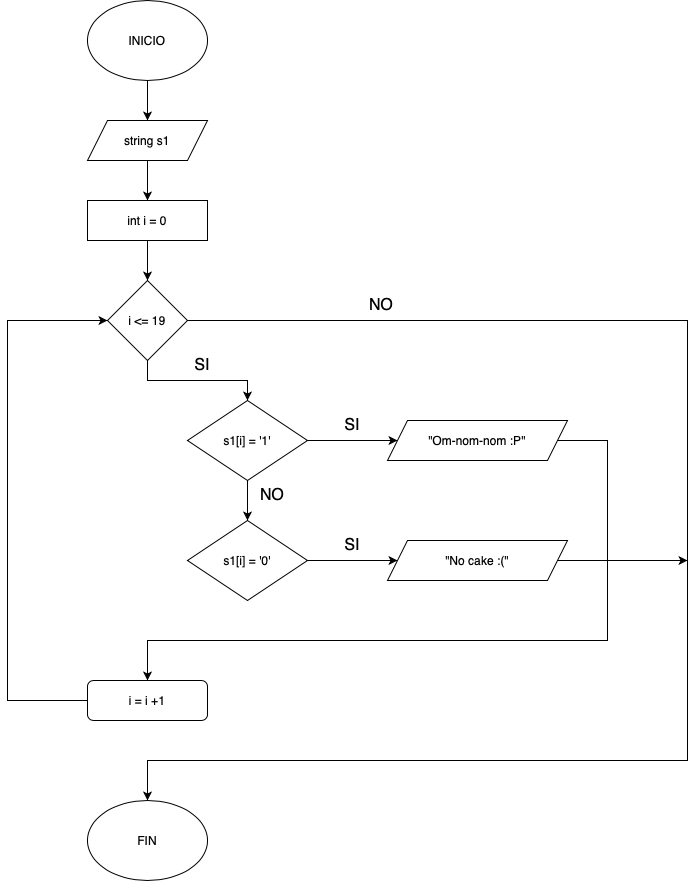 INICIO
string s1
int i = 0
i <= 19
NO
SI
s1[i] = '1'
SI
"Om-nom-nom :P"
NO
s1[i] = '0'
SI
"No cake :("
i = i +1
FIN